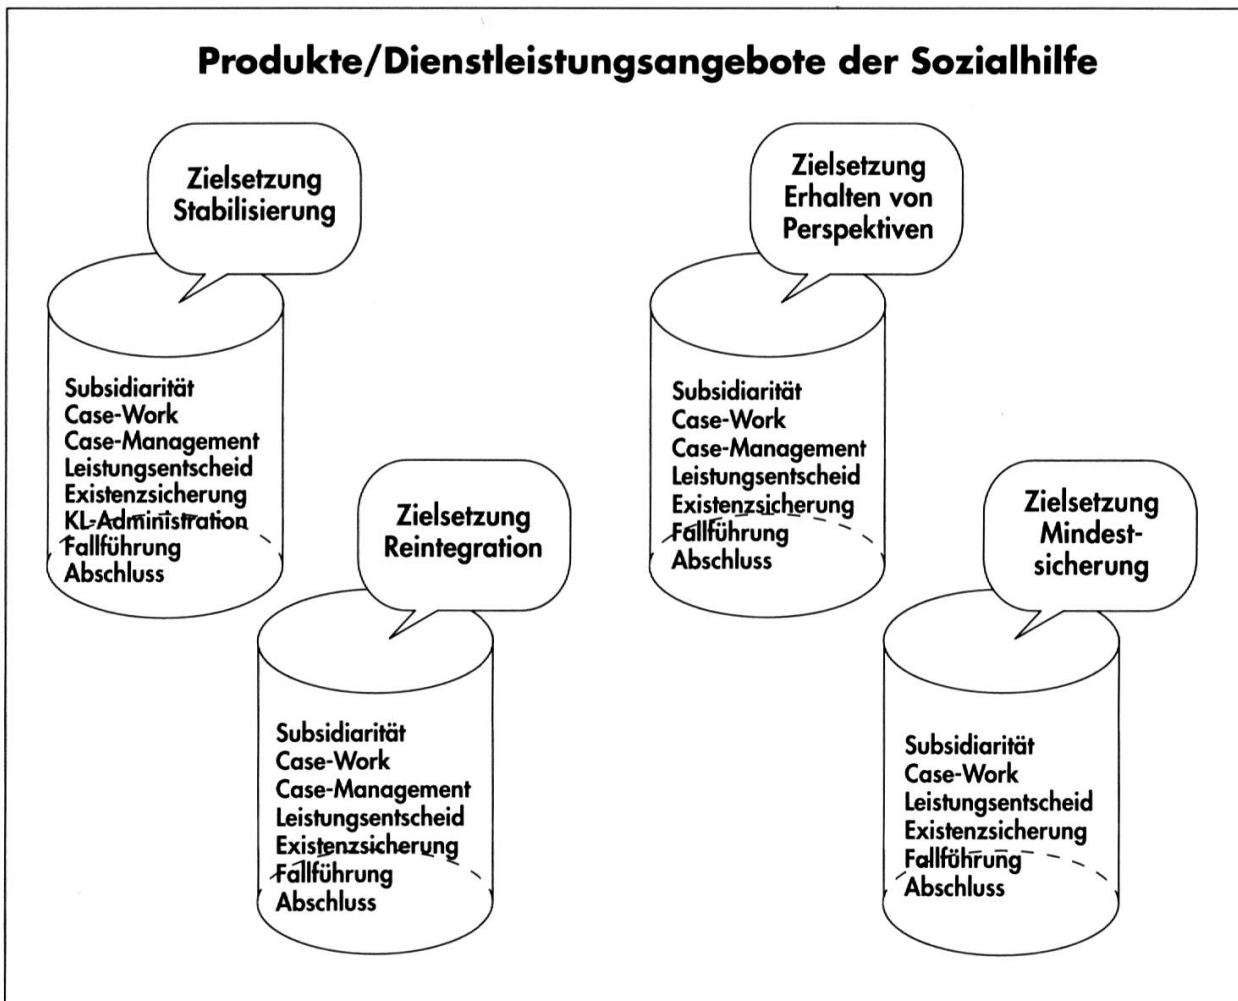 Produkte/Dienstleistungsangebote der Sozialhilfe
Zielsetzung
Stabilisierung
Subsidiarität
Case-Work
Case-Management
Leistungsentscheid
Existenzsicherung
KL-Administration
Fallführung
Abschluss
Zielsetzung
Reintegration
Subsidiarität
Case-Work
Case-Management
Leistungsentscheid
Existenzsicherung
Fallführung
Abschluss
Zielsetzung
Erhalten von
Perspektiven
Subsidiarität
Case-Work
Case-Management
Leistungsentscheid
Existenzsicherung
Fallführung
Abschluss
Zielsetzung
Mindest-
sicherung
Subsidiarität
Case-Work
Leistungsentscheid
Existenzsicherung
Fallführung
Abschluss